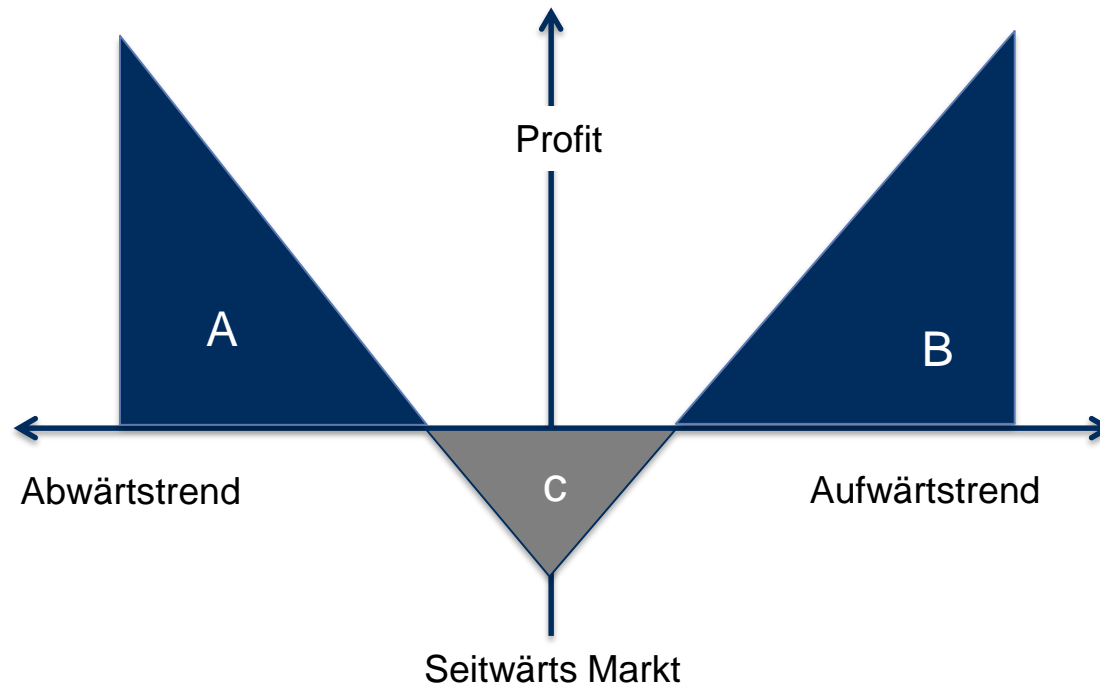 Profit
A
B
Abwärtstrend
C
Aufwärtstrend
Seitwärts Markt